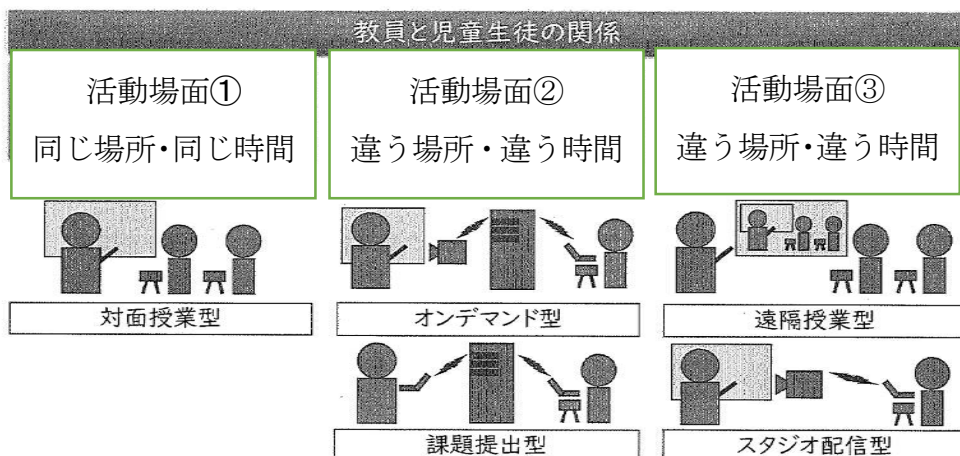 教員と児童生徒の関係
活動場面①
同じ場所・同じ時間
活動場面②
違う場所・違う時間
活動場面③
違う場所・違う時間
対面授業型
オンデマンド型
遠隔授業型
課題提出型
スタジオ配信型